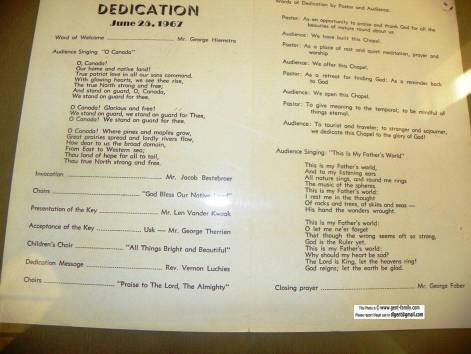 DEDICATION
June 25, 1967
Word of Welcome Mr. George Hiemstra
Audience Singing "O Canada"
O, Canada!
Our home and native land!
True patriot love in all our sons command.
With glowing hearts, we see thee rise,
The true North strong and free;
And stand on guard, O, Canada,
We stand on guard for thee.
O Canada! Glorious and free!
We stand on guard, we stand on guard for Thee,
O Canada! we stand on guard for thee.
O Canada! Where pines and maples grow,
Great prairies spread and lordly rivers flow,
How dear to us the broad domain,
From East to Western sea;
Thou land of hope for all to toil,
Thou true North strong and free.
Invocation Mr. Jacob Bestebroer
Choirs "God Bless Our Native Land"
Presentation of the Key Mr. Len Vander Kwaak
Acceptance of the Key Usk — Mr. George Therrien
Children's Choir "All Things Bright and Beautiful"
Dedication Message Rev. Vernon Luchies
Choirs "Praise to The Lord, The Almighty"
Words of Dedication by Pastor and Audience:
Pastor: As an opportunity to praise and thank God for all the
beauties of nature round about us
Audience: We have built this Chapel.
Pastor: As a place of rest and quiet meditation, prayer and
worship
Audience: We offer this Chapel.
Pastor: As a retreat for finding God: As a reminder back
to God
Audience: We open this Chapel.
Pastor: To give meaning to the temporal; to be mindful of
things eternal,
Audience: To tourist and traveler; to stranger and sojourner,
we dedicate this Chapel to the glory of God!
Audience Singing: "This Is My Father's World"
This is my Father's world,
And to my listening ears
All nature sings, and round me rings
The music of the spheres.
This is my Father's world:
I rest me in the thought
Of rocks and trees, of skies and seas —
His hand the wonders wrought.
This is my Father's world:
O let me ne'er forget
That though the wrong seems oft so strong,
God is the Ruler yet.
This is my Father's world:
Why should my heart be sad?
The Lord is King, let the heavens ring!
God reigns; let the earth be glad.
Closing prayer Mr. George Faber
This Photo is © www.gent-family.com
Please report illegal use to dlgent@gmail.com